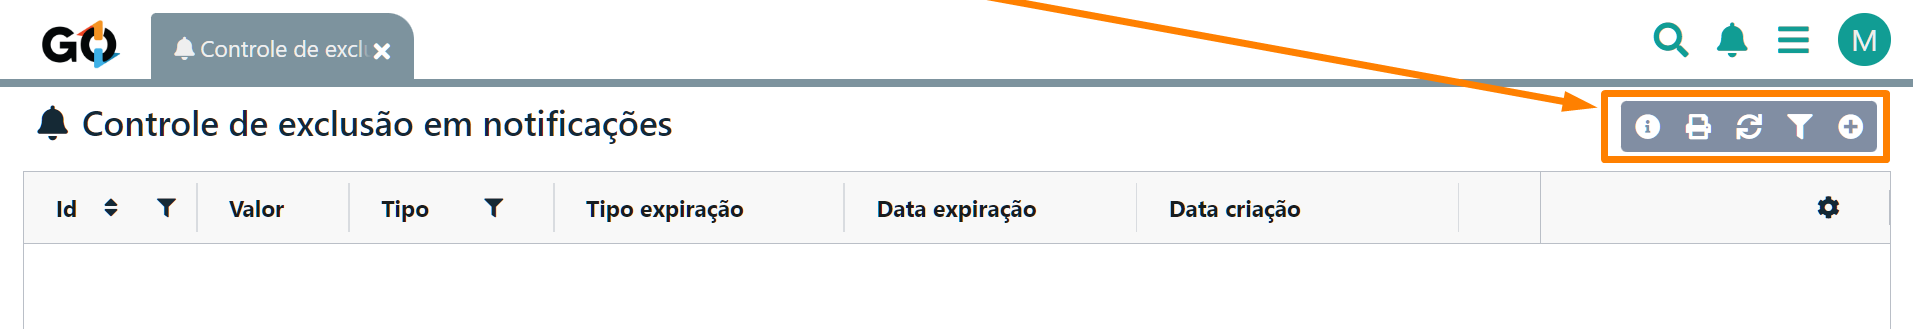 GO
Controle de excl
M
Controle de exclusão em notificações
Id Valor Tipo Tipo expiração Data expiração Data criação